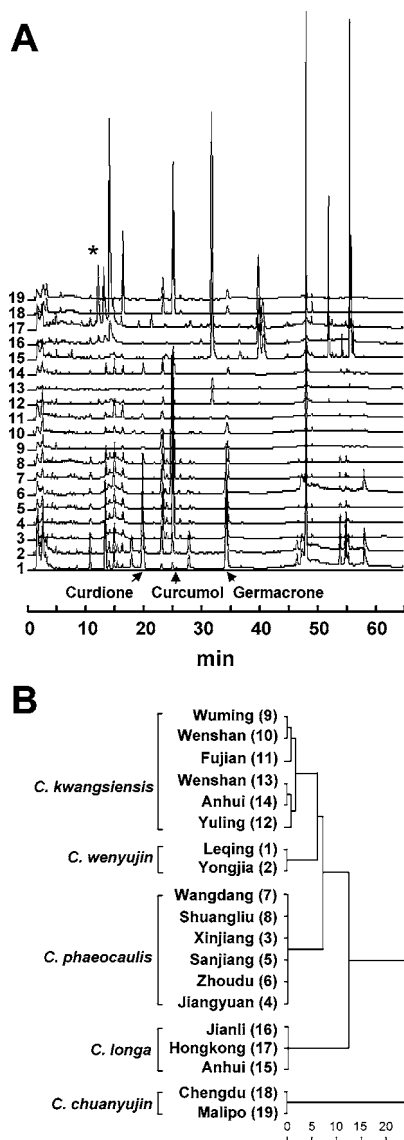 A
*
19
18
17
16
15
14
13
12
11
10
9
8
7
6
5
4
3
2
1
Curdione Curcumol Germacrone
0 10 20 30 40 50 60
min
B
Wuming (9)
Wenshan (10)
Fujian (11)
C. kwangsiensis
Wenshan (13)
Anhui (14)
Yuling (12)
C. wenyujin
Leqing (1)
Yongjia (2)
Wangdang (7)
Shuangliu (8)
Xinjiang (3)
C. phaeocaulis
Sanjiang (5)
Zhoudu (6)
Jiangyuan (4)
Jianli (16)
C. longa
Hongkong (17)
Anhui (15)
C. chuanyujin
Chengdu (18)
Malipo (19)
0 5 10 20